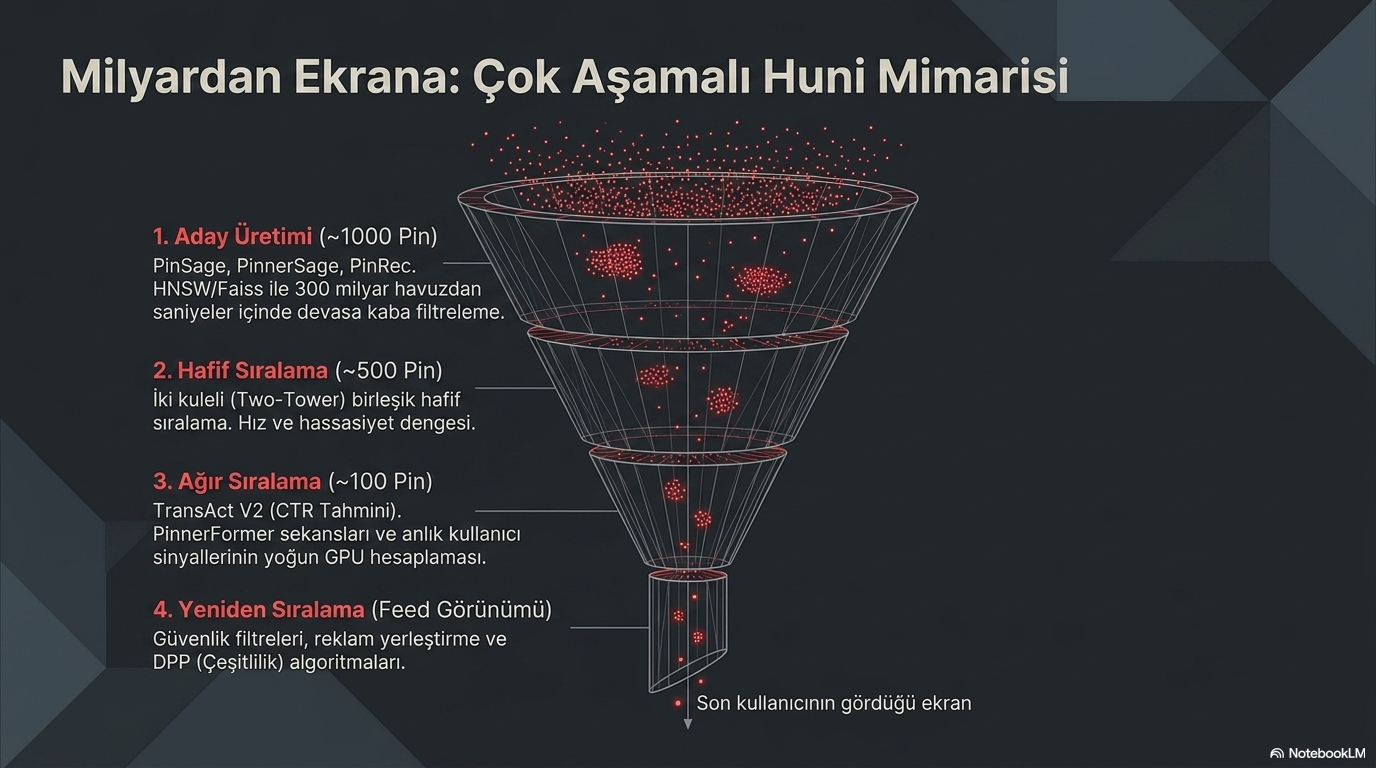 Milyardan Ekrana: Çok Aşamalı Huni Mimarisi
1. Aday Üretimi (~1000 Pin)
PinSage, PinnerSage, PinRec.
HNSW/Faiss ile 300 milyar havuzdan
saniyeler içinde devasa kaba filtreleme.
2. Hafif Sıralama (~500 Pin)
İki kuleli (Two-Tower) birleşik hafif
sıralama. Hız ve hassasiyet dengesi.
3. Ağır Sıralama (~100 Pin)
TransAct V2 (CTR Tahmini).
PinnerFormer sekansları ve anlık kullanıcı
sinyallerinin yoğun GPU hesaplaması.
4. Yeniden Sıralama (Feed Görünümü)
Güvenlik filtreleri, reklam yerleştirme ve
DPP (Çeşitlilik) algoritmaları.
Son kullanıcının gördüğü ekran
NotebookLM